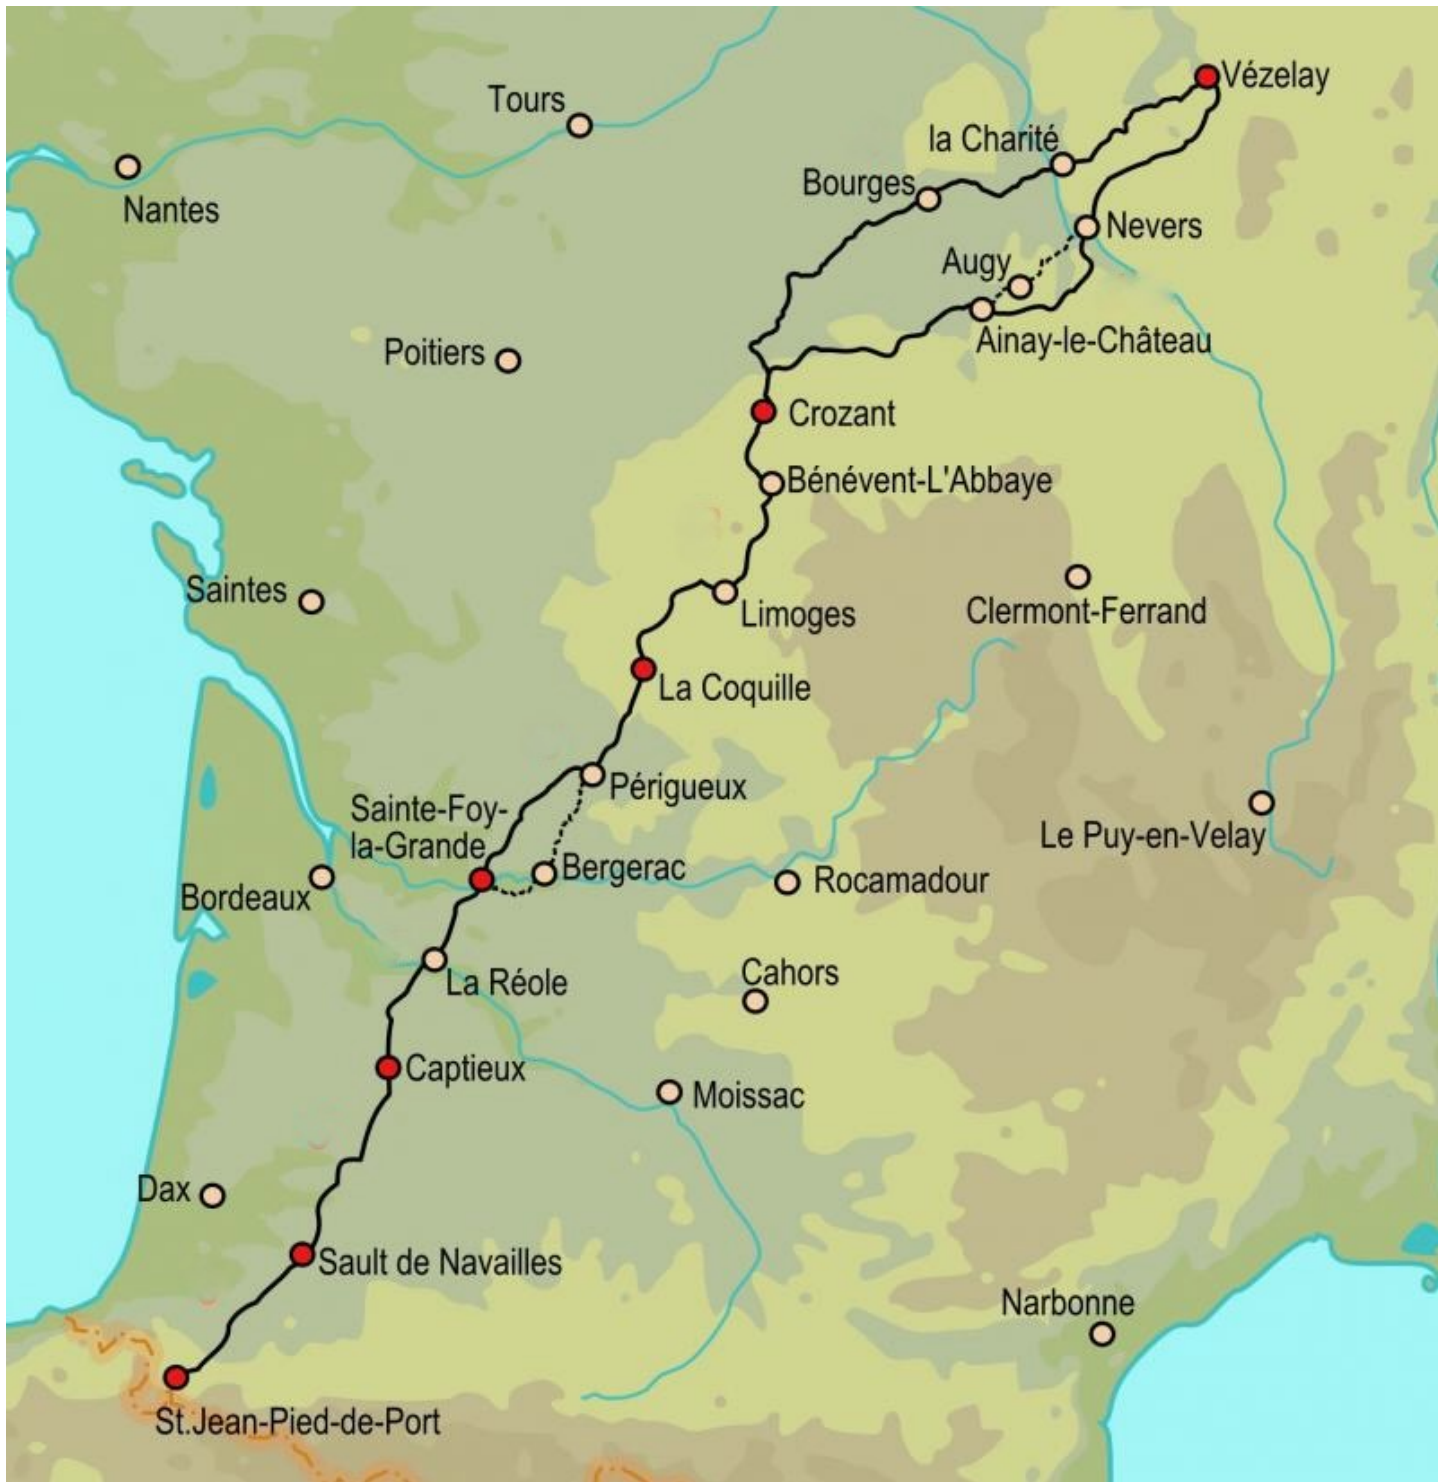 Vézelay
Tours
la Charité
Bourges
Nantes
Nevers
Augy
Ainay-le-Château
Poitiers
Crozant
Bénévent-L'Abbaye
Saintes
Limoges
Clermont-Ferrand
La Coquille
Périgueux
Sainte-Foy-
la-Grande
Le Puy-en-Velay
Bergerac
Rocamadour
Bordeaux
La Réole
Cahors
Captieux
Moissac
Dax
Sault de Navailles
Narbonne
St.Jean-Pied-de-Port